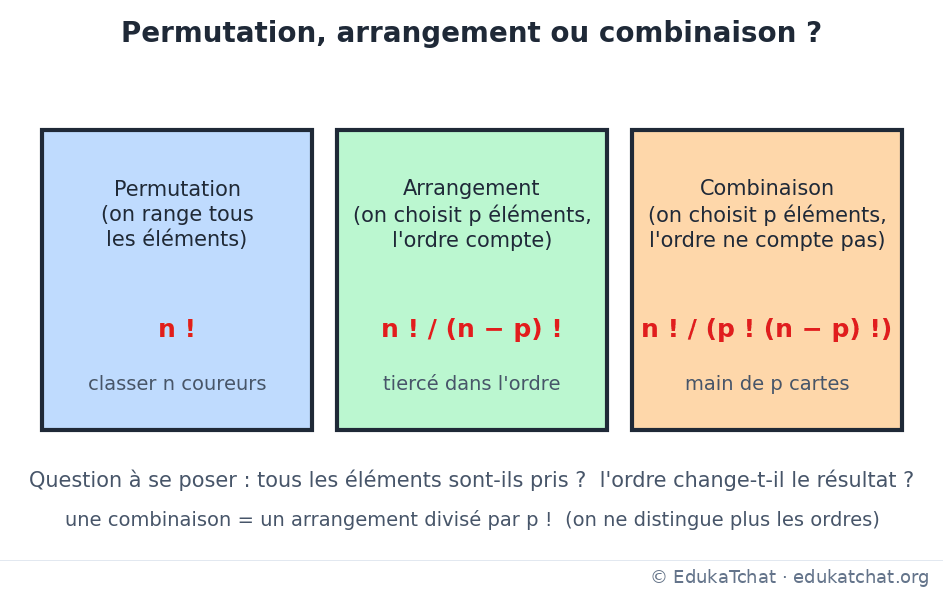 Permutation, arrangement ou combinaison ?
Permutation
(on range tous
les éléments)
n !
classer n coureurs
Arrangement
(on choisit p éléments,
l'ordre compte)
n ! / (n − p) !
tiercé dans l'ordre
Combinaison
(on choisit p éléments,
l'ordre ne compte pas)
n ! / (p ! (n − p) !)
main de p cartes
Question à se poser : tous les éléments sont-ils pris ?  l'ordre change-t-il le résultat ?
une combinaison = un arrangement divisé par p !  (on ne distingue plus les ordres)
© EdukaTchat · edukatchat.org